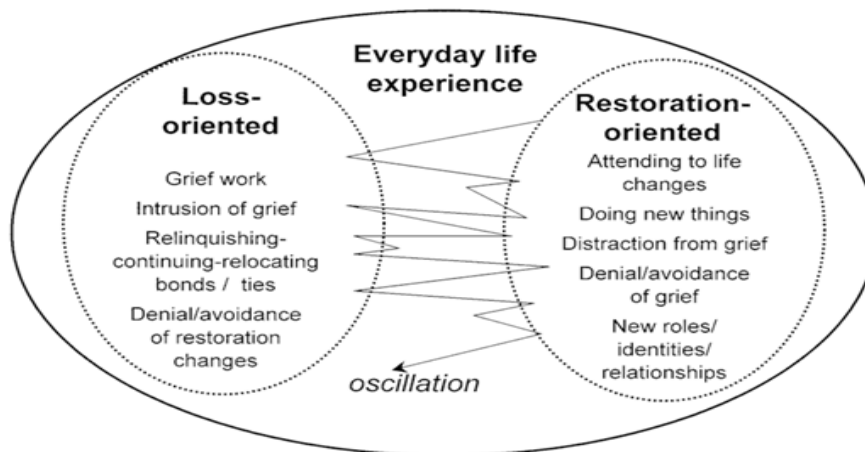 Everyday life
experience
Loss-
oriented
Grief work
Intrusion of grief
Relinquishing-
continuing-relocating
bonds / ties
Denial/avoidance
of restoration
changes
Restoration-
oriented
Attending to life
changes
Doing new things
Distraction from grief
Denial/avoidance
of grief
New roles/
identities/
relationships
oscillation